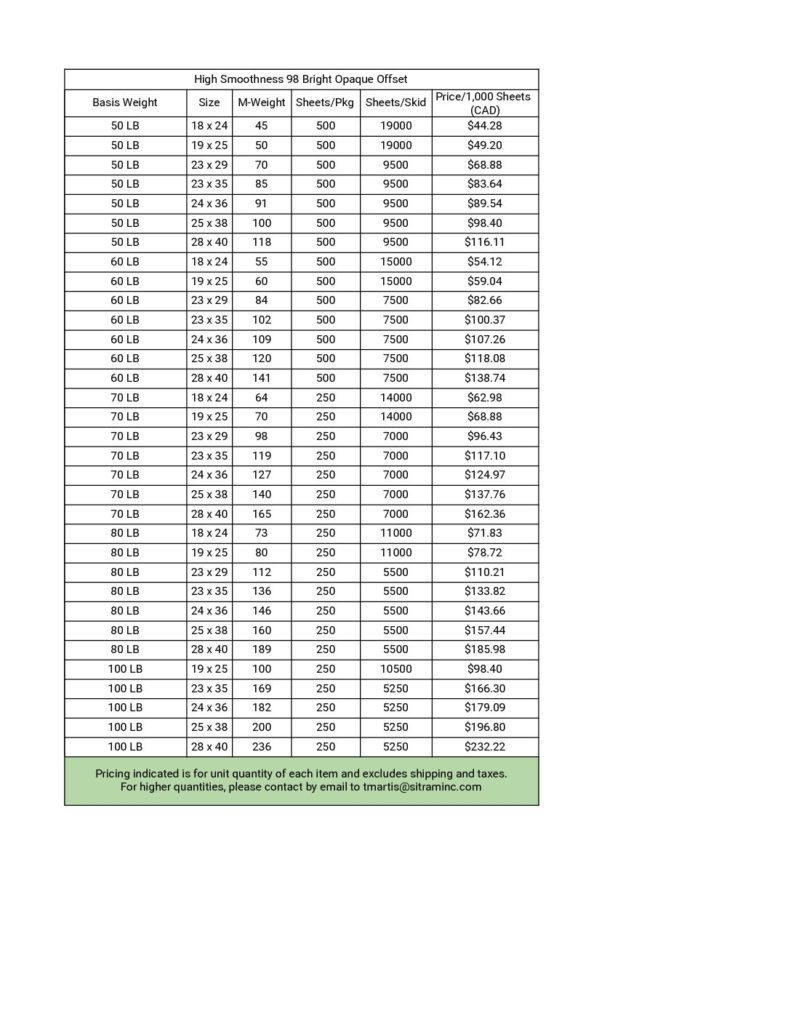 High Smoothness 98 Bright Opaque Offset
Basis Weight Size M-Weight Sheets/Pkg Sheets/Skid Price/1,000 Sheets (CAD)
50 LB 18 x 24 45 500 19000 $44.28
50 LB 19 x 25 50 500 19000 $49.20
50 LB 23 x 29 70 500 9500 $68.88
50 LB 23 x 35 85 500 9500 $83.64
50 LB 24 x 36 91 500 9500 $89.54
50 LB 25 x 38 100 500 9500 $98.40
50 LB 28 x 40 118 500 9500 $116.11
60 LB 18 x 24 55 500 15000 $54.12
60 LB 19 x 25 60 500 15000 $59.04
60 LB 23 x 29 84 500 7500 $82.66
60 LB 23 x 35 102 500 7500 $100.37
60 LB 24 x 36 109 500 7500 $107.26
60 LB 25 x 38 120 500 7500 $118.08
60 LB 28 x 40 141 500 7500 $138.74
70 LB 18 x 24 64 250 14000 $62.98
70 LB 19 x 25 70 250 14000 $68.88
70 LB 23 x 29 98 250 7000 $96.43
70 LB 23 x 35 119 250 7000 $117.10
70 LB 24 x 36 127 250 7000 $124.97
70 LB 25 x 38 140 250 7000 $137.76
70 LB 28 x 40 165 250 7000 $162.36
80 LB 18 x 24 73 250 11000 $71.83
80 LB 19 x 25 80 250 11000 $78.72
80 LB 23 x 29 112 250 5500 $110.21
80 LB 23 x 35 136 250 5500 $133.82
80 LB 24 x 36 146 250 5500 $143.66
80 LB 25 x 38 160 250 5500 $157.44
80 LB 28 x 40 189 250 5500 $185.98
100 LB 19 x 25 100 250 10500 $98.40
100 LB 23 x 35 169 250 5250 $166.30
100 LB 24 x 36 182 250 5250 $179.09
100 LB 25 x 38 200 250 5250 $196.80
100 LB 28 x 40 236 250 5250 $232.22
Pricing indicated is for unit quantity of each item and excludes shipping and taxes.
For higher quantities, please contact by email to tmartis@sitraminc.com